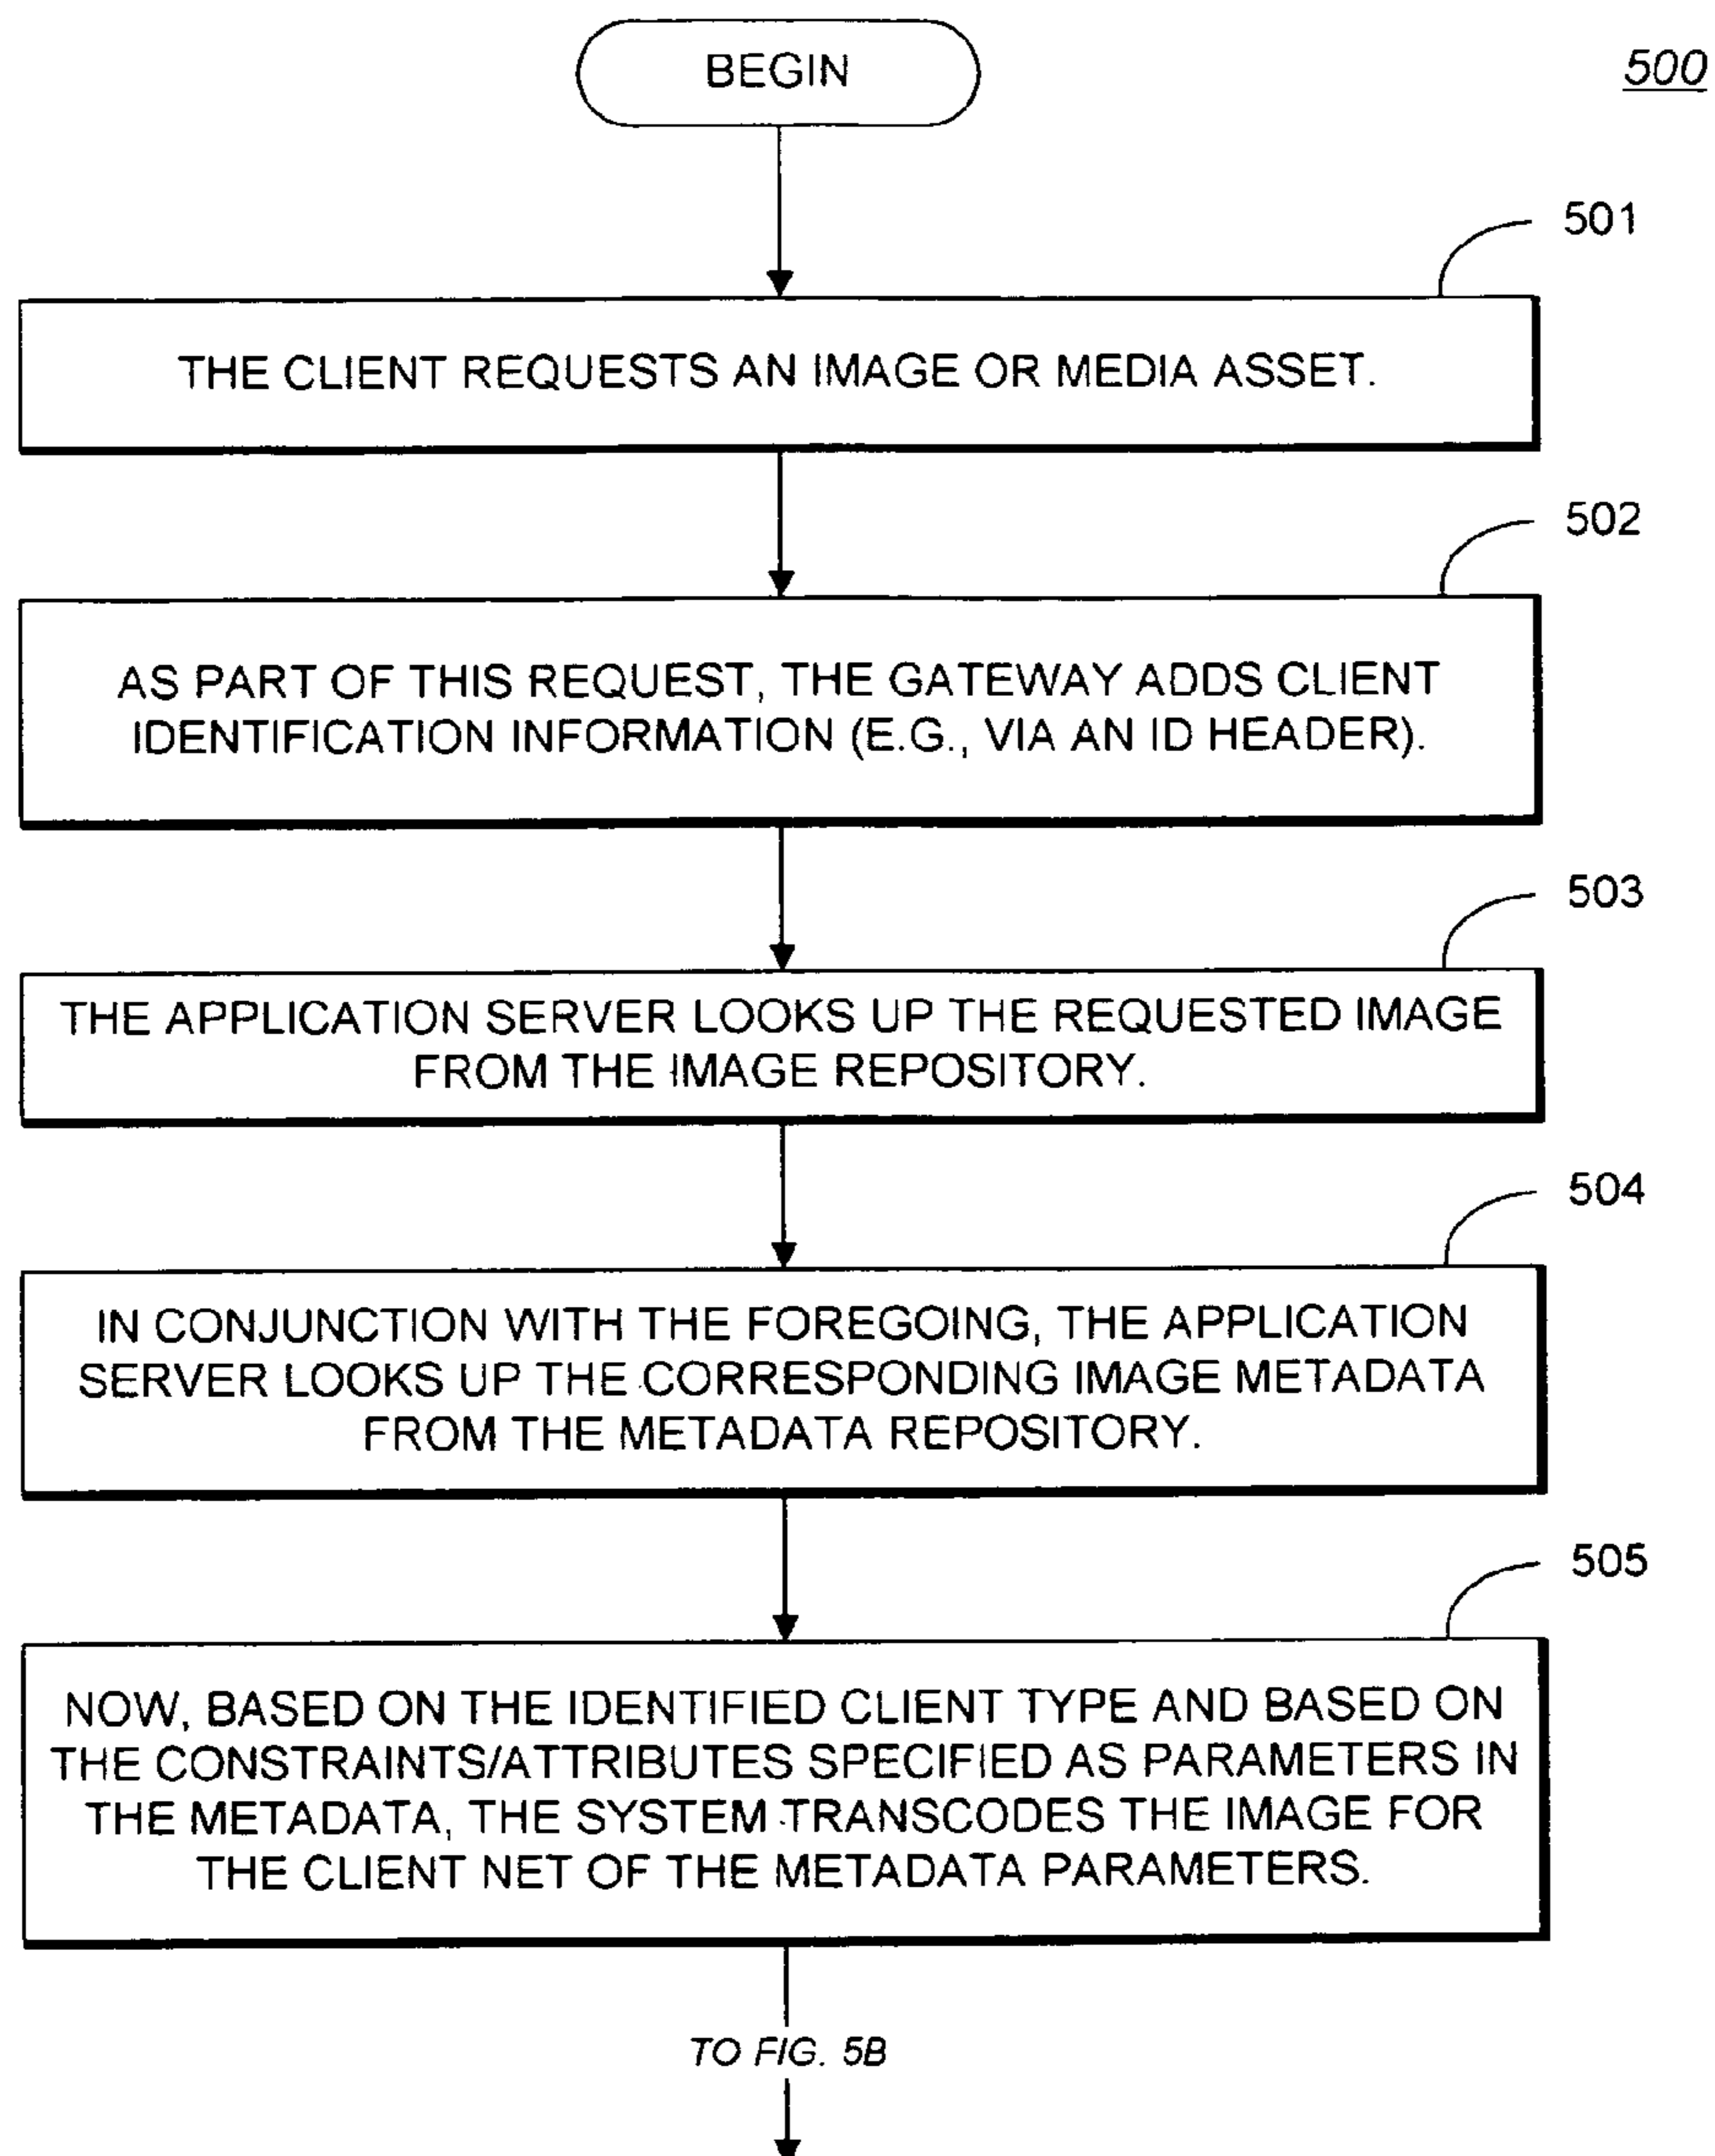 BEGIN
500
501
THE CLIENT REQUESTS AN IMAGE OR MEDIA ASSET.
502
AS PART OF THIS REQUEST, THE GATEWAY ADDS CLIENT
IDENTIFICATION INFORMATION (E.G., VIA AN ID HEADER).
503
THE APPLICATION SERVER LOOKS UP THE REQUESTED IMAGE
FROM THE IMAGE REPOSITORY.
504
IN CONJUNCTION WITH THE FOREGOING, THE APPLICATION
SERVER LOOKS UP THE CORRESPONDING IMAGE METADATA
FROM THE METADATA REPOSITORY.
505
NOW, BASED ON THE IDENTIFIED CLIENT TYPE AND BASED ON
THE CONSTRAINTS/ATTRIBUTES SPECIFIED AS PARAMETERS IN
THE METADATA, THE SYSTEM TRANSCODES THE IMAGE FOR
THE CLIENT NET OF THE METADATA PARAMETERS.
TO FIG. 5B